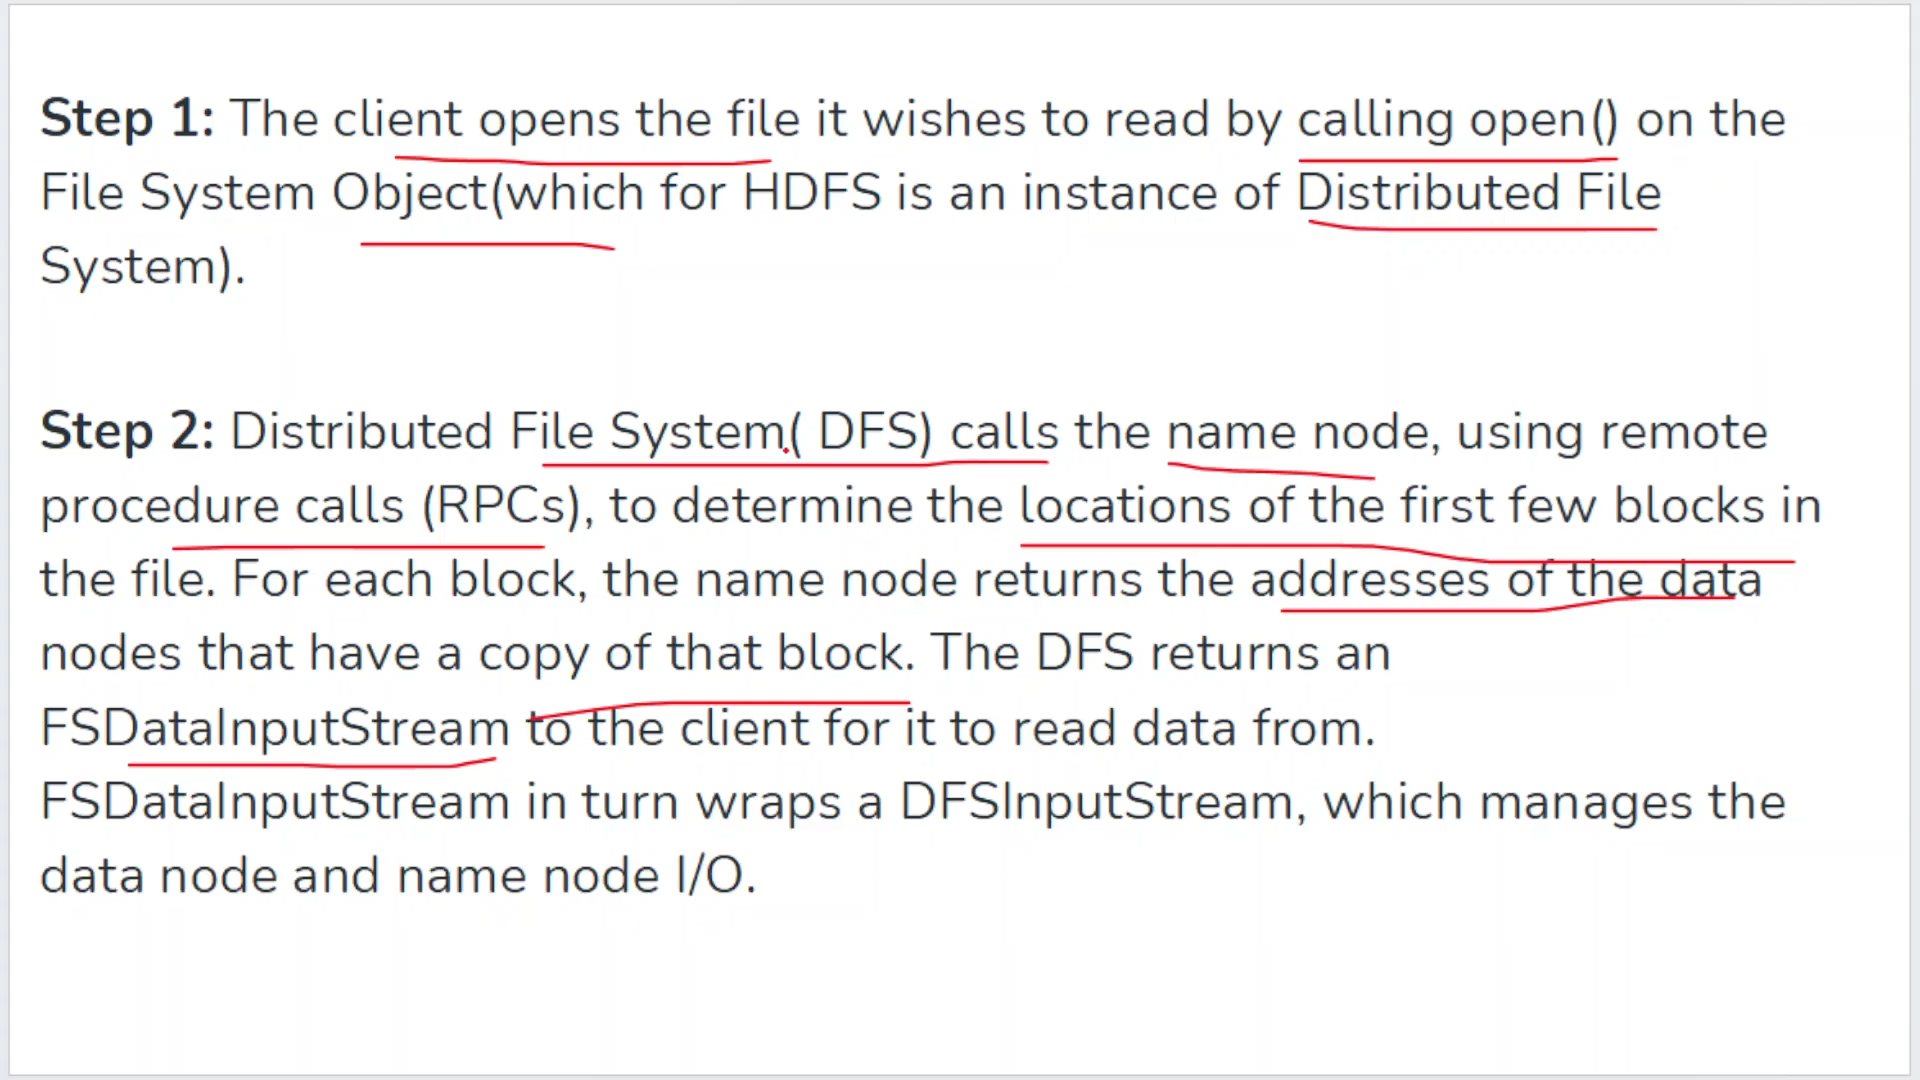 Step 1: The client opens the file it wishes to read by calling open() on the
File System Object(which for HDFS is an instance of Distributed File
System).
Step 2: Distributed File System( DFS) calls the name node, using remote
procedure calls (RPCs), to determine the locations of the first few blocks in
the file. For each block, the name node returns the addresses of the data
nodes that have a copy of that block. The DFS returns an
FSDataInputStream to the client for it to read data from.
FSDataInputStream in turn wraps a DFSInputStream, which manages the
data node and name node I/O.